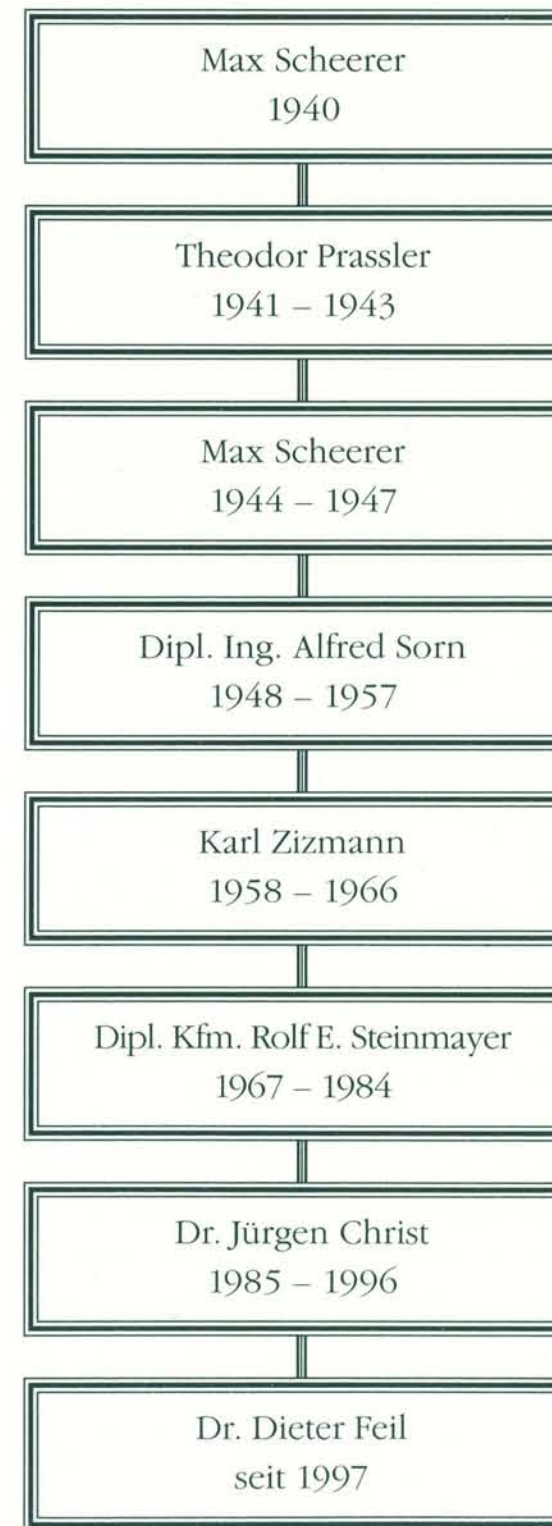 Max Scheerer
1940
Theodor Prassler
1941 – 1943
Max Scheerer
1944 – 1947
Dipl. Ing. Alfred Sorn
1948 – 1957
Karl Zizmann
1958 – 1966
Dipl. Kfm. Rolf E. Steinmayer
1967 – 1984
Dr. Jürgen Christ
1985 – 1996
Dr. Dieter Feil
seit 1997